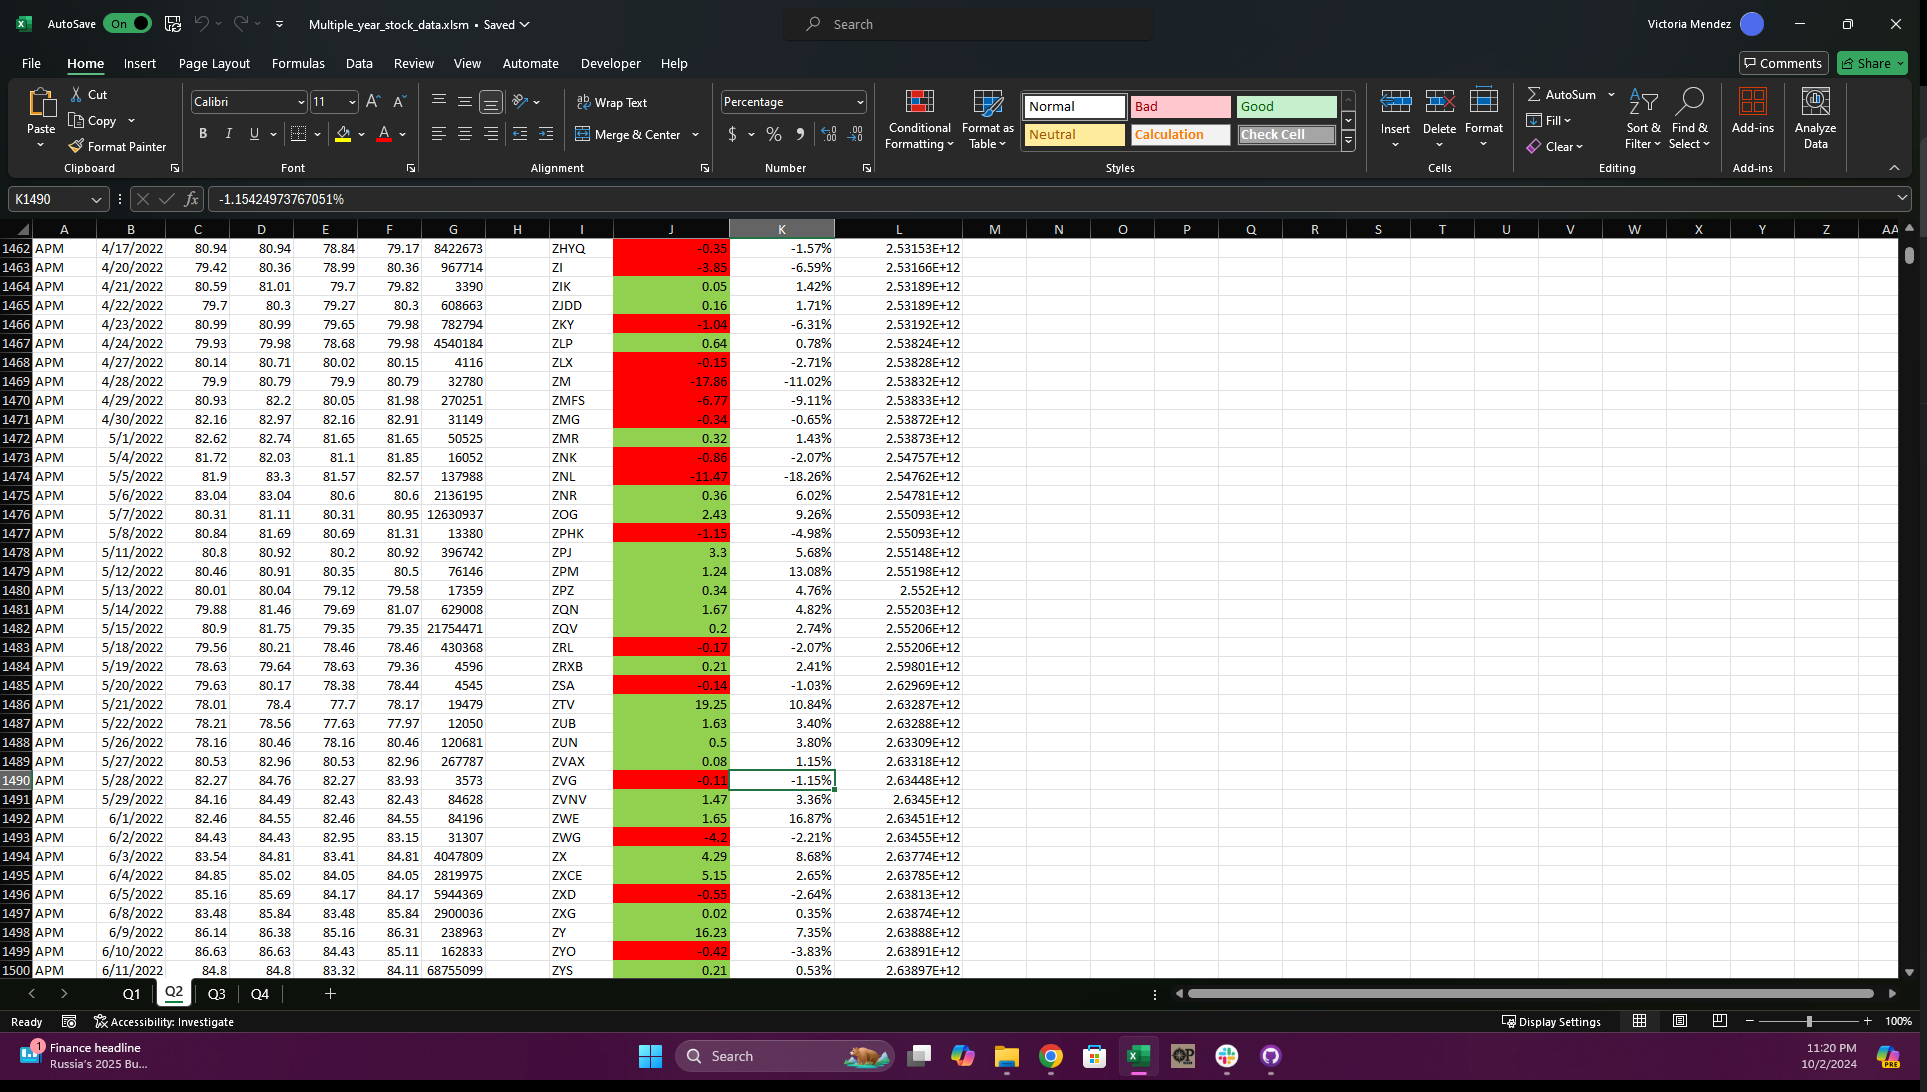 AutoSave On Multiple_year_stock_data.xlsm • Saved Search Victoria Mendez
File Home Insert Page Layout Formulas Data Review View Automate Developer Help Comments Share
Paste Cut Copy Format Painter Clipboard
Calibri 11 B I U A Font
Wrap Text Merge & Center Alignment
Percentage $ % Number
Conditional Formatting Format as Table Normal Bad Good Neutral Calculation Check Cell Styles
Insert Delete Format Cells
AutoSum Fill Clear Sort & Filter Find & Select Editing
Add-ins Add-ins Analyze Data
K1490 fx -1.15424973767051%
A B C D E F G H I J K L M N O P Q R S T U V W X Y Z AA
1462 APM 4/17/2022 80.94 80.94 78.84 79.17 8422673 ZHYQ -0.35 -1.57% 2.53153E+12
1463 APM 4/20/2022 79.42 80.36 78.99 80.36 967714 ZI -3.85 -6.59% 2.53166E+12
1464 APM 4/21/2022 80.59 81.01 79.7 79.82 3390 ZIK 0.05 1.42% 2.53189E+12
1465 APM 4/22/2022 79.7 80.3 79.27 80.3 608663 ZJDD 0.16 1.71% 2.53189E+12
1466 APM 4/23/2022 80.99 80.99 79.65 79.98 782794 ZKY -1.04 -6.31% 2.53192E+12
1467 APM 4/24/2022 79.93 79.98 78.68 79.98 4540184 ZLP 0.64 0.78% 2.53824E+12
1468 APM 4/27/2022 80.14 80.71 80.02 80.15 4116 ZLX -0.15 -2.71% 2.53828E+12
1469 APM 4/28/2022 79.9 80.79 79.9 80.79 32780 ZM -17.86 -11.02% 2.53832E+12
1470 APM 4/29/2022 80.93 82.2 80.05 81.98 270251 ZMFS -6.77 -9.11% 2.53833E+12
1471 APM 4/30/2022 82.16 82.97 82.16 82.91 31149 ZMG -0.34 -0.65% 2.53872E+12
1472 APM 5/1/2022 82.62 82.74 81.65 81.65 50525 ZMR 0.32 1.43% 2.53873E+12
1473 APM 5/4/2022 81.72 82.03 81.1 81.85 16052 ZNK -0.86 -2.07% 2.54757E+12
1474 APM 5/5/2022 81.9 83.3 81.57 82.57 137988 ZNL -11.47 -18.26% 2.54762E+12
1475 APM 5/6/2022 83.04 83.04 80.6 80.6 2136195 ZNR 0.36 6.02% 2.54781E+12
1476 APM 5/7/2022 80.31 81.11 80.31 80.95 12630937 ZOG 2.43 9.26% 2.55093E+12
1477 APM 5/8/2022 80.84 81.69 80.69 81.31 13380 ZPHK -1.15 -4.98% 2.55093E+12
1478 APM 5/11/2022 80.8 80.92 80.2 80.92 396742 ZPJ 3.3 5.68% 2.55148E+12
1479 APM 5/12/2022 80.46 80.91 80.35 80.5 76146 ZPM 1.24 13.08% 2.55198E+12
1480 APM 5/13/2022 80.01 80.04 79.12 79.58 17359 ZPZ 0.34 4.76% 2.552E+12
1481 APM 5/14/2022 79.88 81.46 79.69 81.07 629008 ZQN 1.67 4.82% 2.55203E+12
1482 APM 5/15/2022 80.9 81.75 79.35 79.35 21754471 ZQV 0.2 2.74% 2.55206E+12
1483 APM 5/18/2022 79.56 80.21 78.46 78.46 430368 ZRL -0.17 -2.07% 2.55206E+12
1484 APM 5/19/2022 78.63 79.64 78.63 79.36 4596 ZRXB 0.21 2.41% 2.59801E+12
1485 APM 5/20/2022 79.63 80.17 78.38 78.44 4545 ZSA -0.14 -1.03% 2.62969E+12
1486 APM 5/21/2022 78.01 78.4 77.7 78.17 19479 ZTV 19.25 10.84% 2.63287E+12
1487 APM 5/22/2022 78.21 78.56 77.63 77.97 12050 ZUB 1.63 3.40% 2.63288E+12
1488 APM 5/26/2022 78.16 80.46 78.16 80.46 120681 ZUN 0.5 3.80% 2.63309E+12
1489 APM 5/27/2022 80.53 82.96 80.53 82.96 267787 ZVAX 0.08 1.15% 2.63318E+12
1490 APM 5/28/2022 82.27 84.76 82.27 83.93 3573 ZVG -0.11 -1.15% 2.63448E+12
1491 APM 5/29/2022 84.16 84.49 82.43 82.43 84628 ZVNV 1.47 3.36% 2.6345E+12
1492 APM 6/1/2022 82.46 84.55 82.46 84.55 84196 ZWE 1.65 16.87% 2.63451E+12
1493 APM 6/2/2022 84.43 84.43 82.95 83.15 31307 ZWG -4.2 -2.21% 2.63455E+12
1494 APM 6/3/2022 83.54 84.81 83.41 84.81 4047809 ZX 4.29 8.68% 2.63774E+12
1495 APM 6/4/2022 84.85 85.02 84.05 84.05 2819975 ZXCE 5.15 2.65% 2.63785E+12
1496 APM 6/5/2022 85.16 85.69 84.17 84.17 5944369 ZXD -0.55 -2.64% 2.63813E+12
1497 APM 6/8/2022 83.48 85.84 83.48 85.84 2900036 ZXG 0.02 0.35% 2.63874E+12
1498 APM 6/9/2022 86.14 86.38 85.16 86.31 238963 ZY 16.23 7.35% 2.63888E+12
1499 APM 6/10/2022 86.63 86.63 84.43 85.11 162833 ZYO -0.42 -3.83% 2.63891E+12
1500 APM 6/11/2022 84.8 84.8 83.32 84.11 68755099 ZYS 0.21 0.53% 2.63897E+12
Q1 Q2 Q3 Q4
Ready Accessibility: Investigate Display Settings 100%
1 Finance headline
Russia's 2025 Bu...
Search
11:20 PM
10/2/2024
PRE